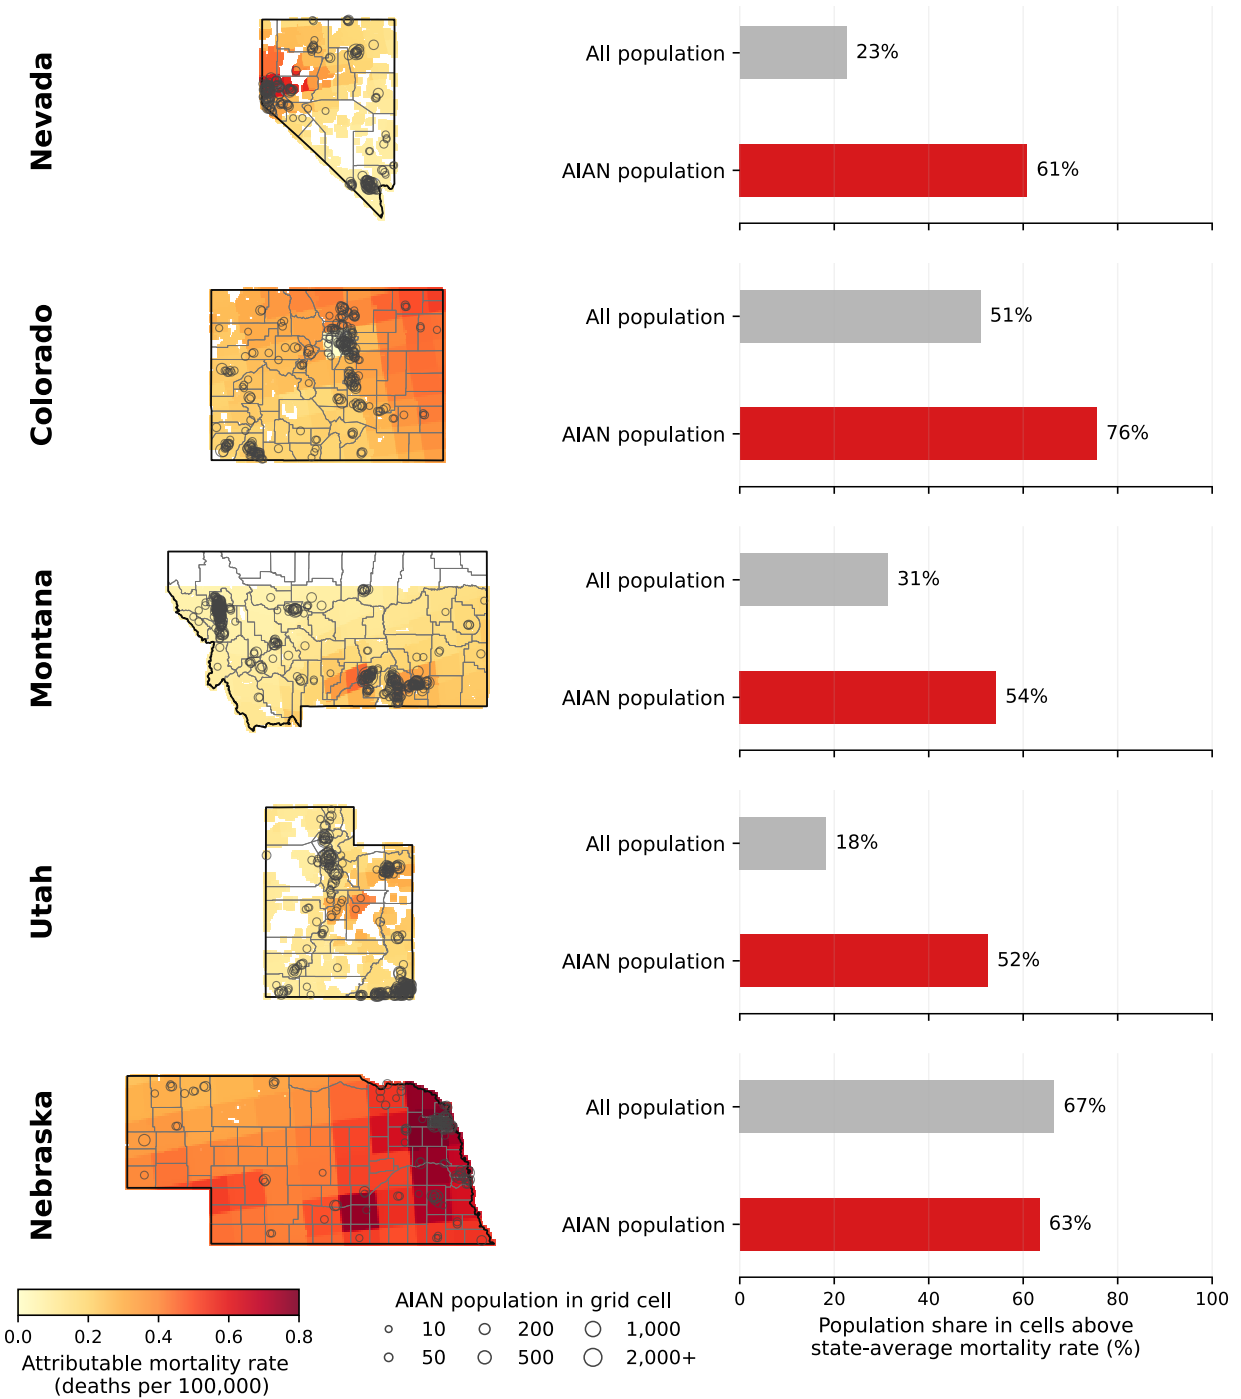 Nevada
All population
23%
AIAN population
61%
Colorado
All population
51%
AIAN population
76%
Montana
All population
31%
AIAN population
54%
Utah
All population
18%
AIAN population
52%
Nebraska
All population
67%
AIAN population
63%
0 20 40 60 80 100
Population share in cells above
state-average mortality rate (%)
0.0 0.2 0.4 0.6 0.8
Attributable mortality rate
(deaths per 100,000)
AIAN population in grid cell
10 200 1,000
50 500 2,000+